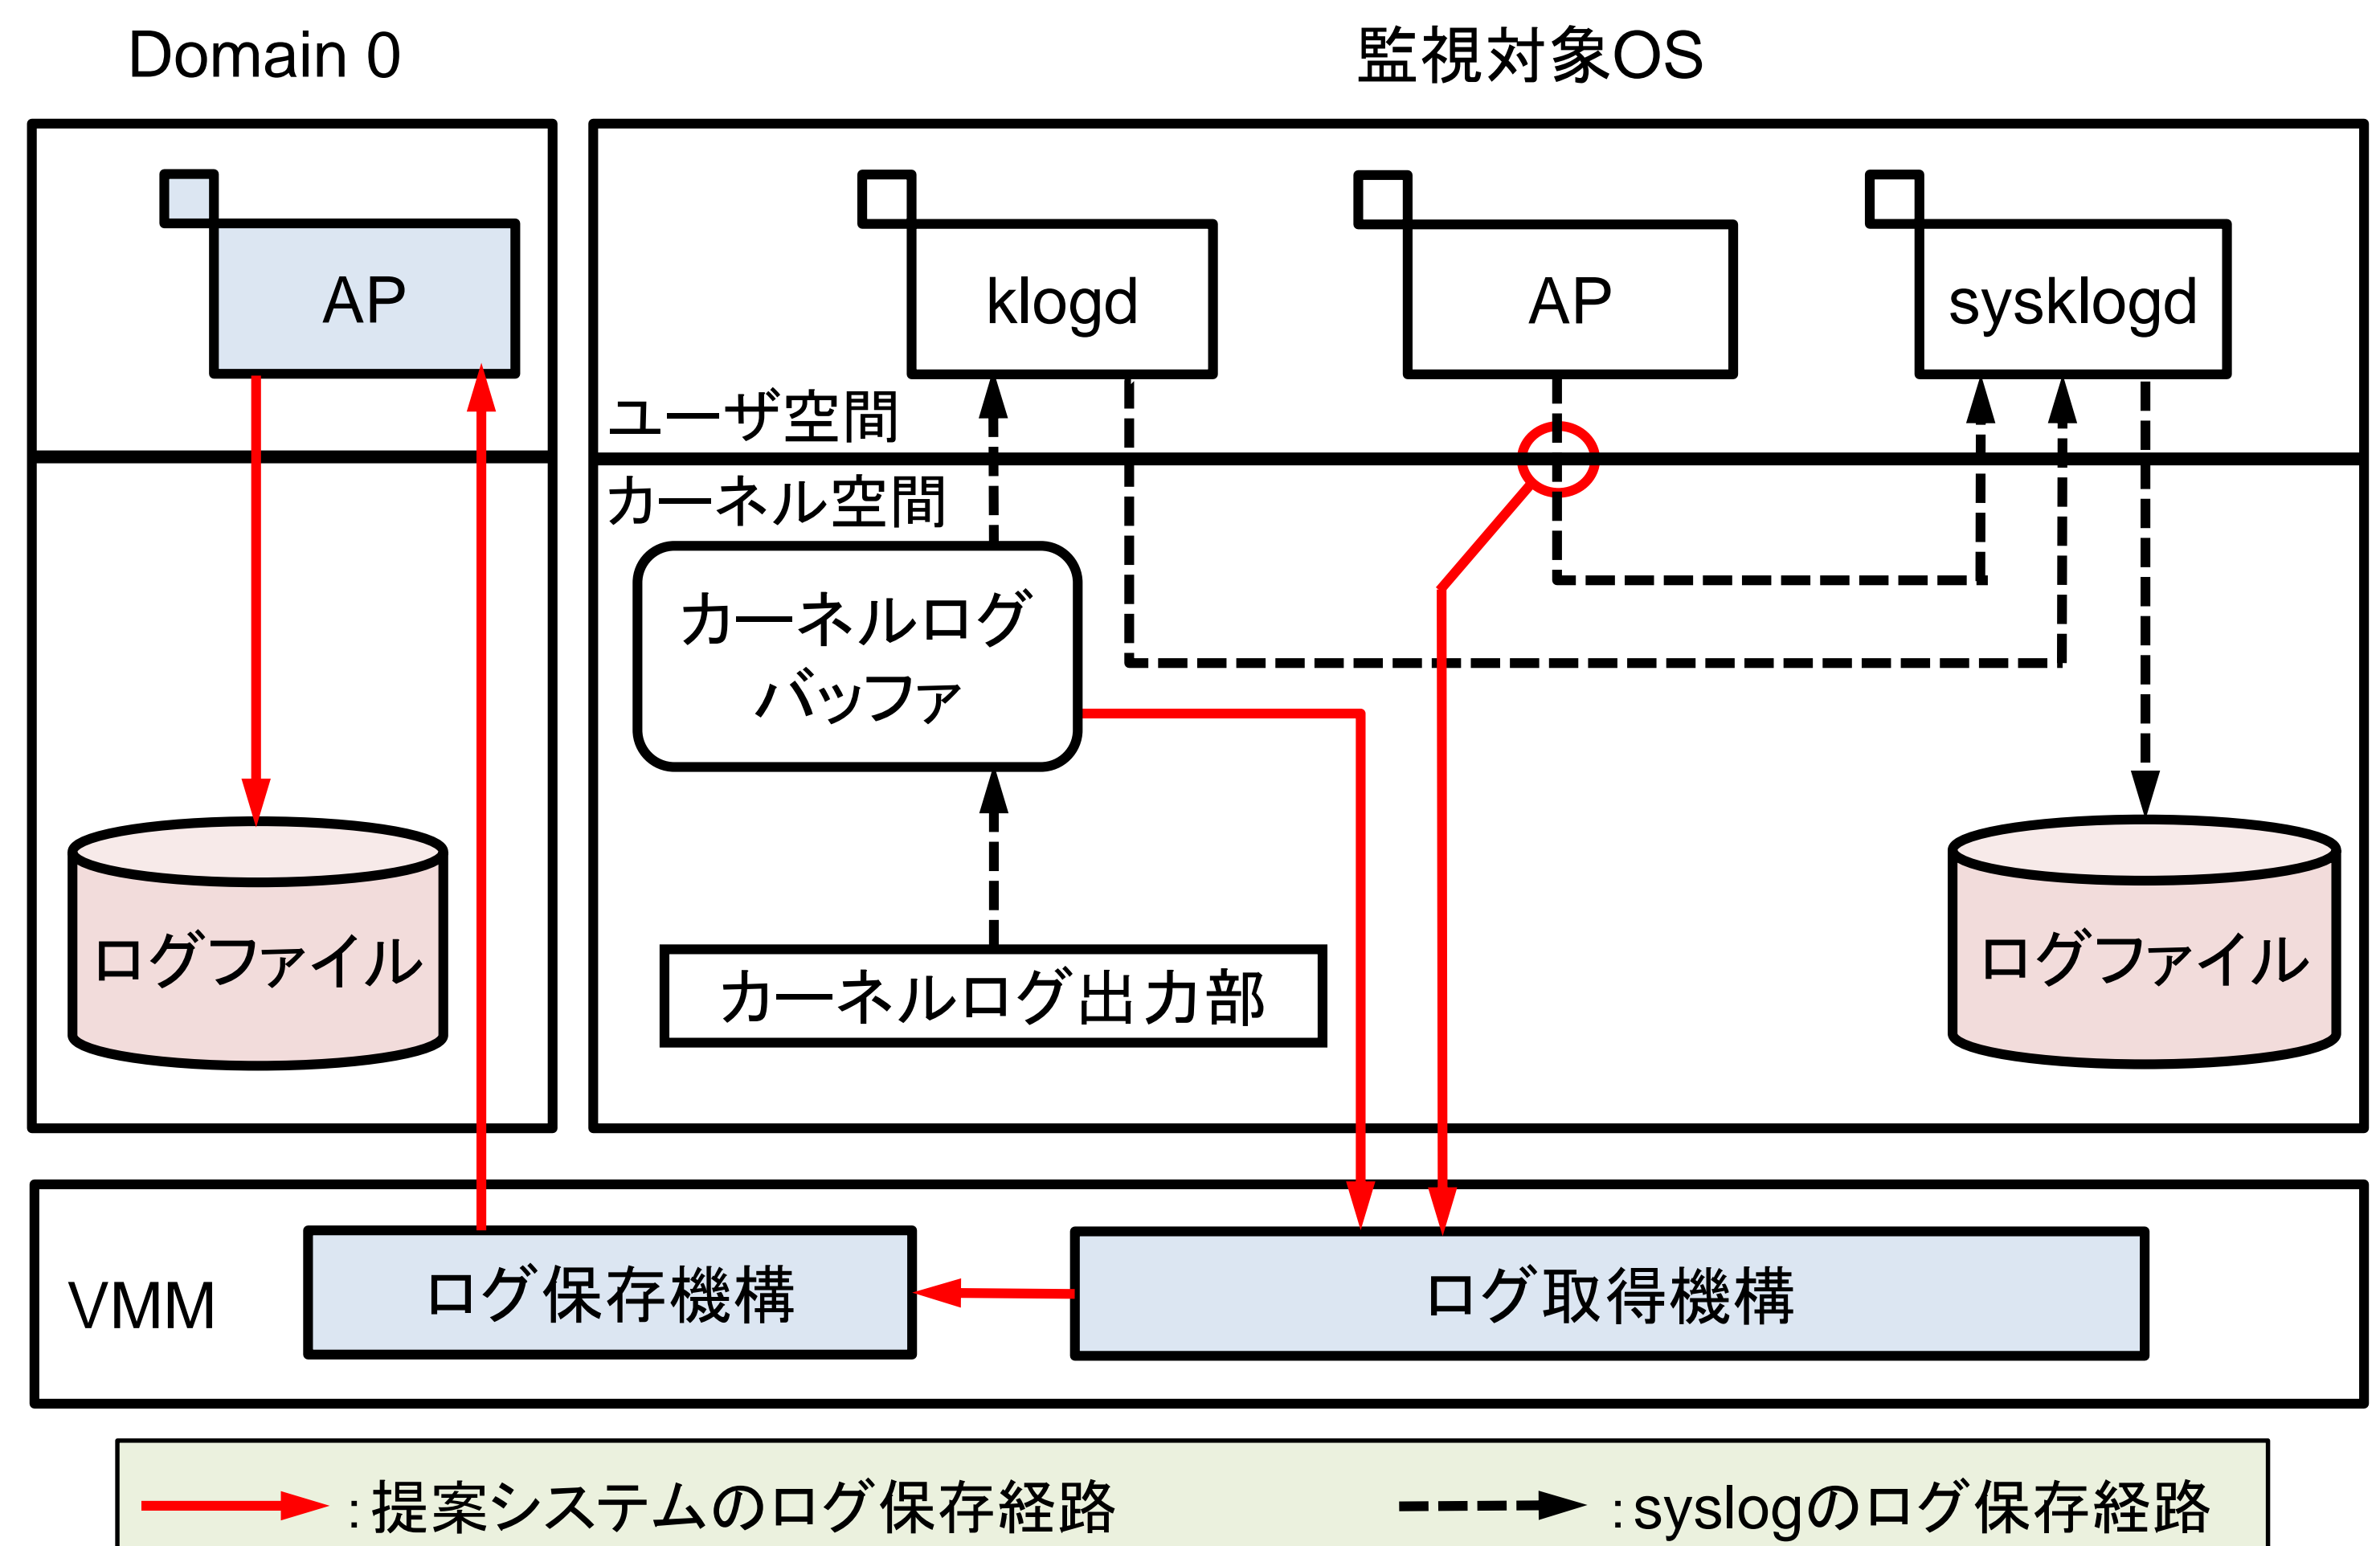 Domain 0
監視対象OS
AP
klogd
AP
sysklogd
ユーザ空間
カーネル空間
カーネルログ
バッファ
ログファイル
カーネルログ出力部
ログファイル
VMM
ログ保存機構
ログ取得機構
:提案システムのログ保存経路
:syslogのログ保存経路